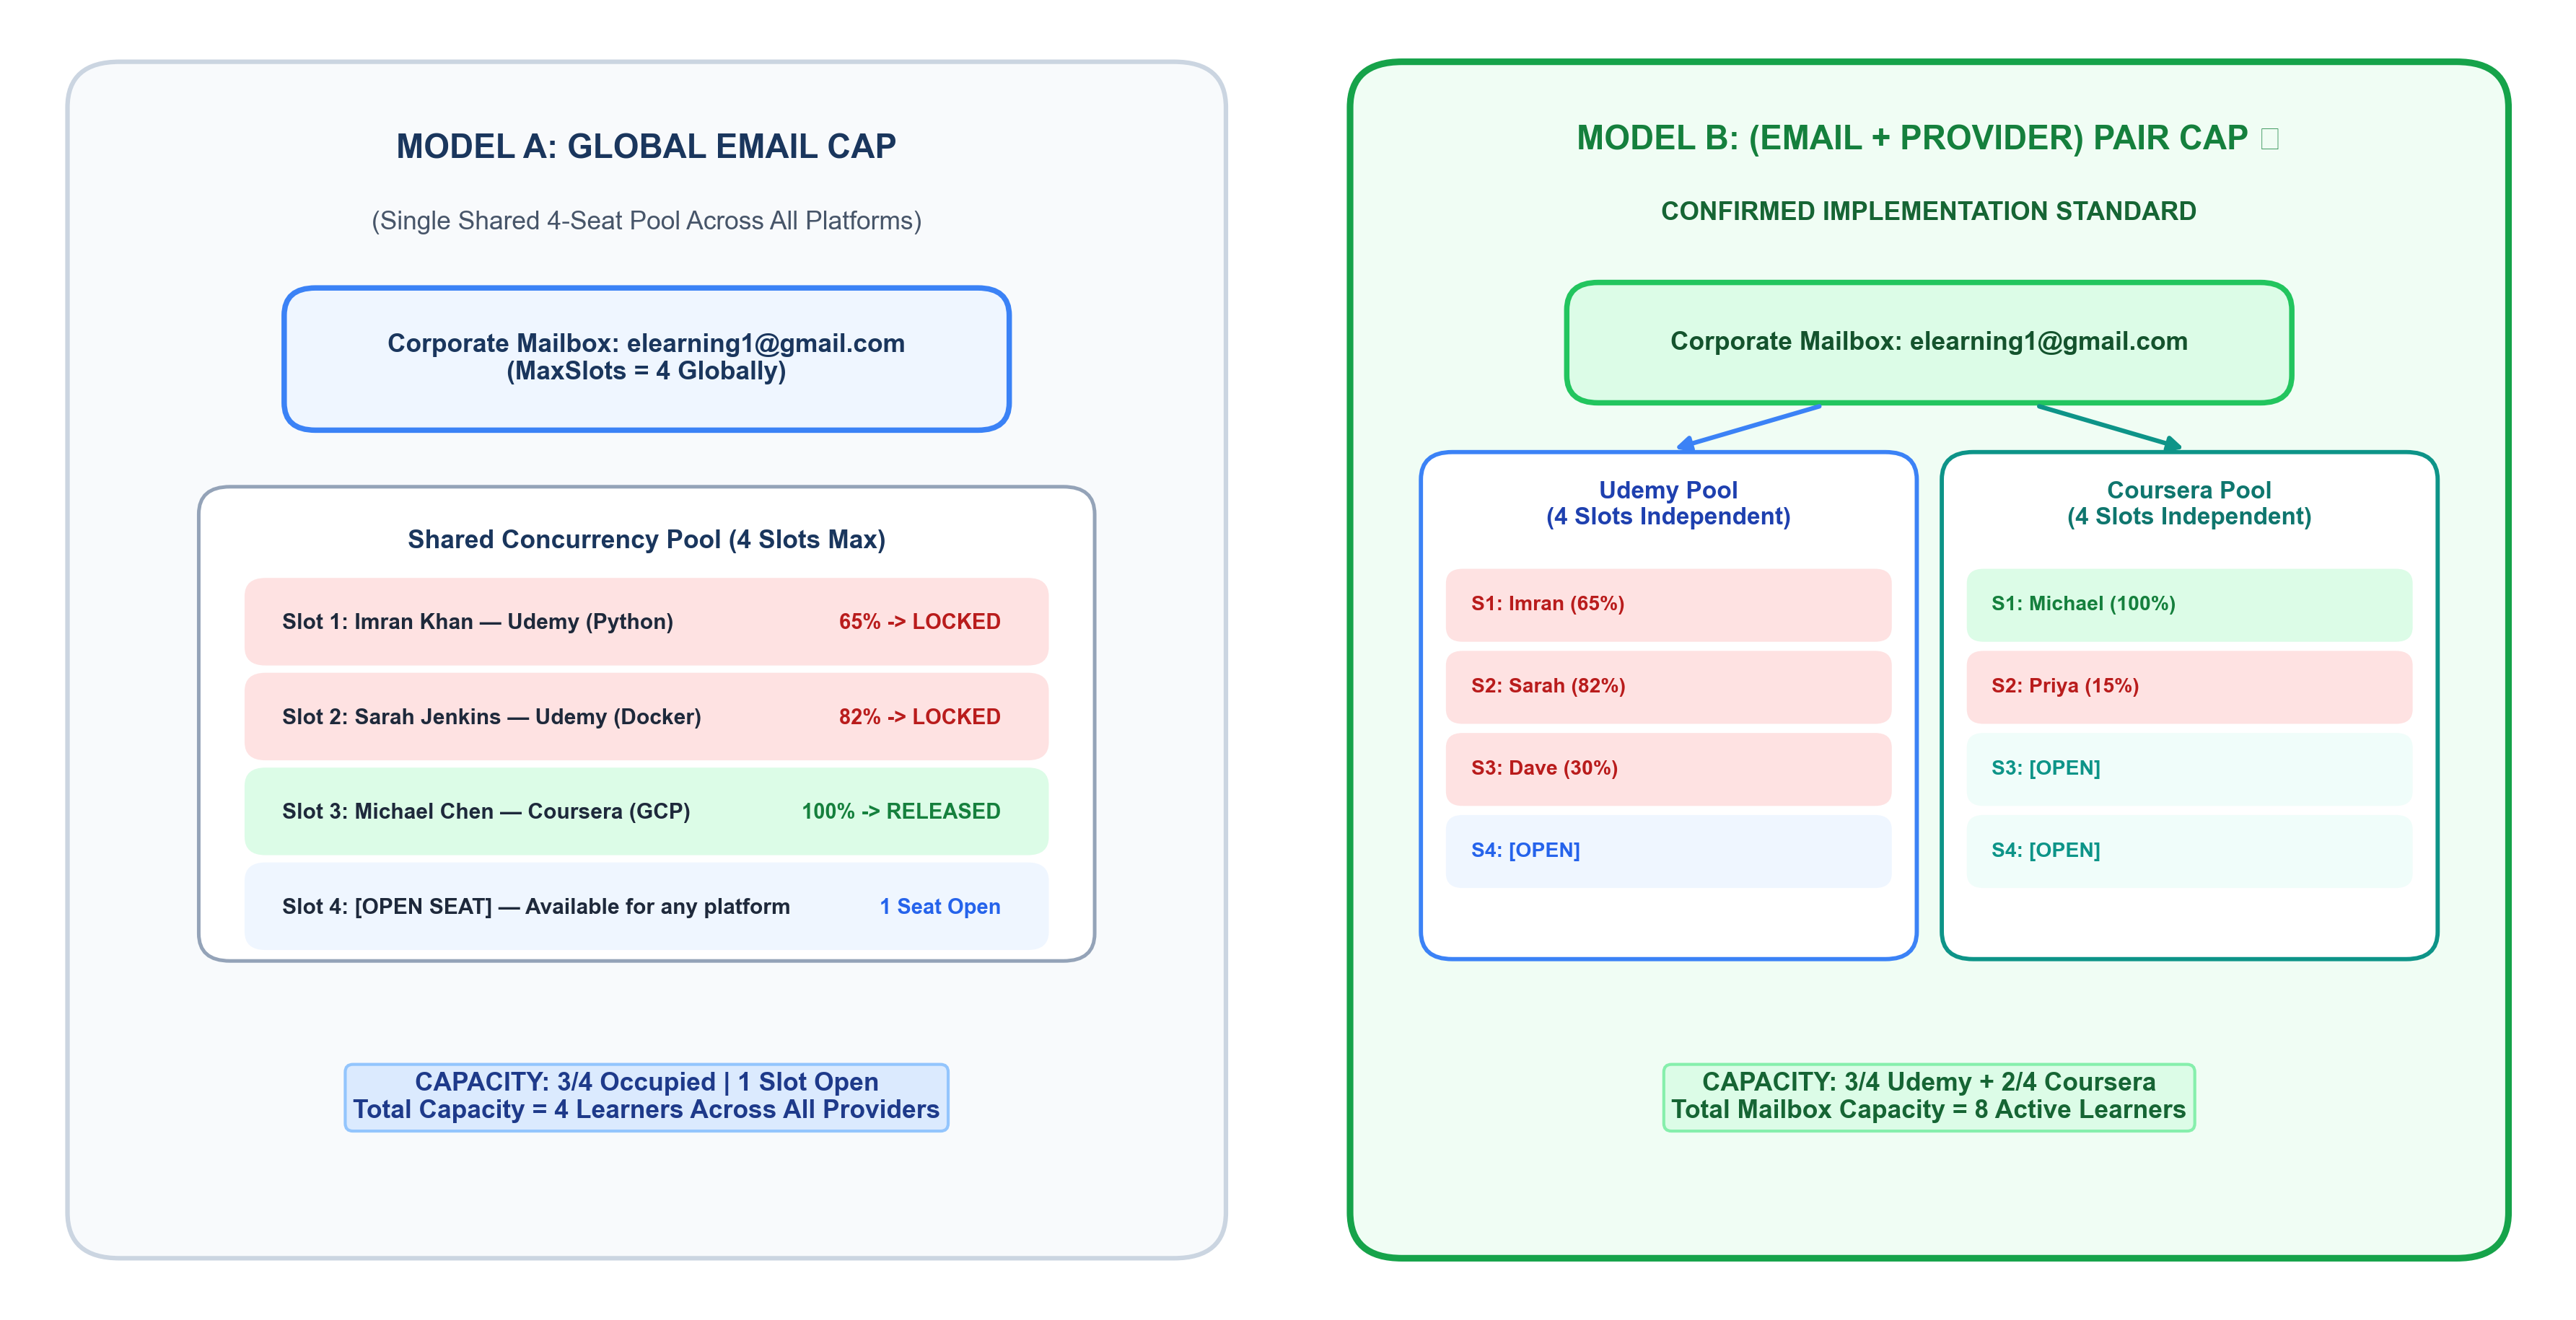 MODEL A: GLOBAL EMAIL CAP
(Single Shared 4-Seat Pool Across All Platforms)
Corporate Mailbox: elearning1@gmail.com
(MaxSlots = 4 Globally)
Shared Concurrency Pool (4 Slots Max)
Slot 1: Imran Khan — Udemy (Python) 65% -> LOCKED
Slot 2: Sarah Jenkins — Udemy (Docker) 82% -> LOCKED
Slot 3: Michael Chen — Coursera (GCP) 100% -> RELEASED
Slot 4: [OPEN SEAT] — Available for any platform 1 Seat Open
CAPACITY: 3/4 Occupied | 1 Slot Open
Total Capacity = 4 Learners Across All Providers
MODEL B: (EMAIL + PROVIDER) PAIR CAP
CONFIRMED IMPLEMENTATION STANDARD
Corporate Mailbox: elearning1@gmail.com
Udemy Pool
(4 Slots Independent)
S1: Imran (65%)
S2: Sarah (82%)
S3: Dave (30%)
S4: [OPEN]
Coursera Pool
(4 Slots Independent)
S1: Michael (100%)
S2: Priya (15%)
S3: [OPEN]
S4: [OPEN]
CAPACITY: 3/4 Udemy + 2/4 Coursera
Total Mailbox Capacity = 8 Active Learners